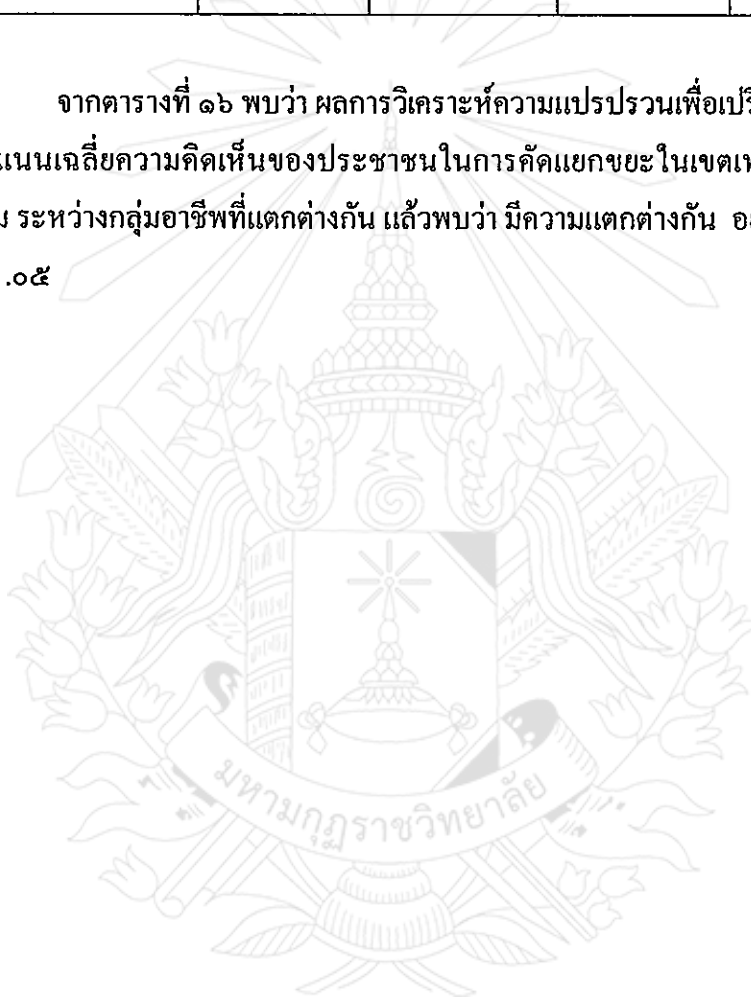 จากตารางที่ ๑๖ พบว่า ผลการวิเคราะห์ความแปรปรวนเพื่อ
แนนเฉลี่ยความคิดเห็นของประชาชนในการคัดแยกขยะในเขต
ระหว่างกลุ่มอาชีพที่แตกต่างกัน แล้วพบว่า มีความแตกต่างกัน
.๐๕
มหามกุฏราชวิทยาลัย